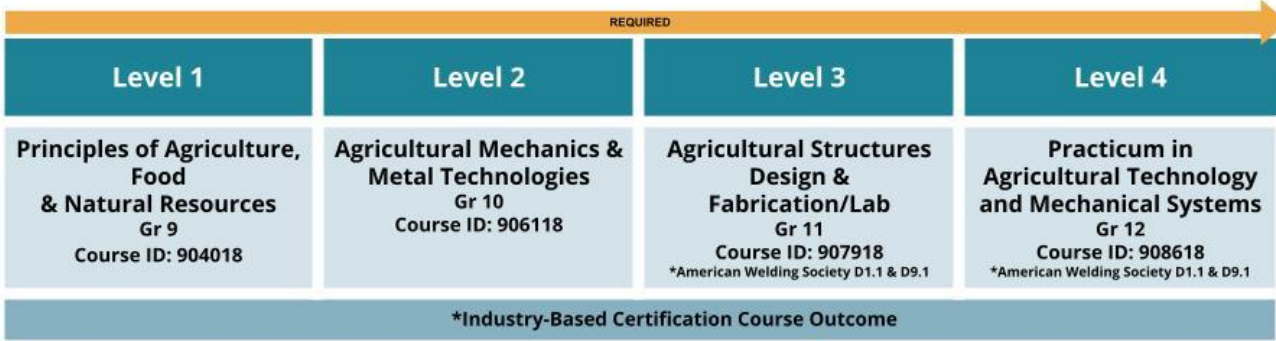 REQUIRED
Level 1
Level 2
Level 3
Level 4
Principles of Agriculture,
Food
& Natural Resources
Gr 9
Course ID: 904018
Agricultural Mechanics &
Metal Technologies
Gr 10
Course ID: 906118
Agricultural Structures
Design &
Fabrication/Lab
Gr 11
Course ID: 907918
*American Welding Society D1.1 & D9.1
Practicum in
Agricultural Technology
and Mechanical Systems
Gr 12
Course ID: 908618
*American Welding Society D1.1 & D9.1
*Industry-Based Certification Course Outcome